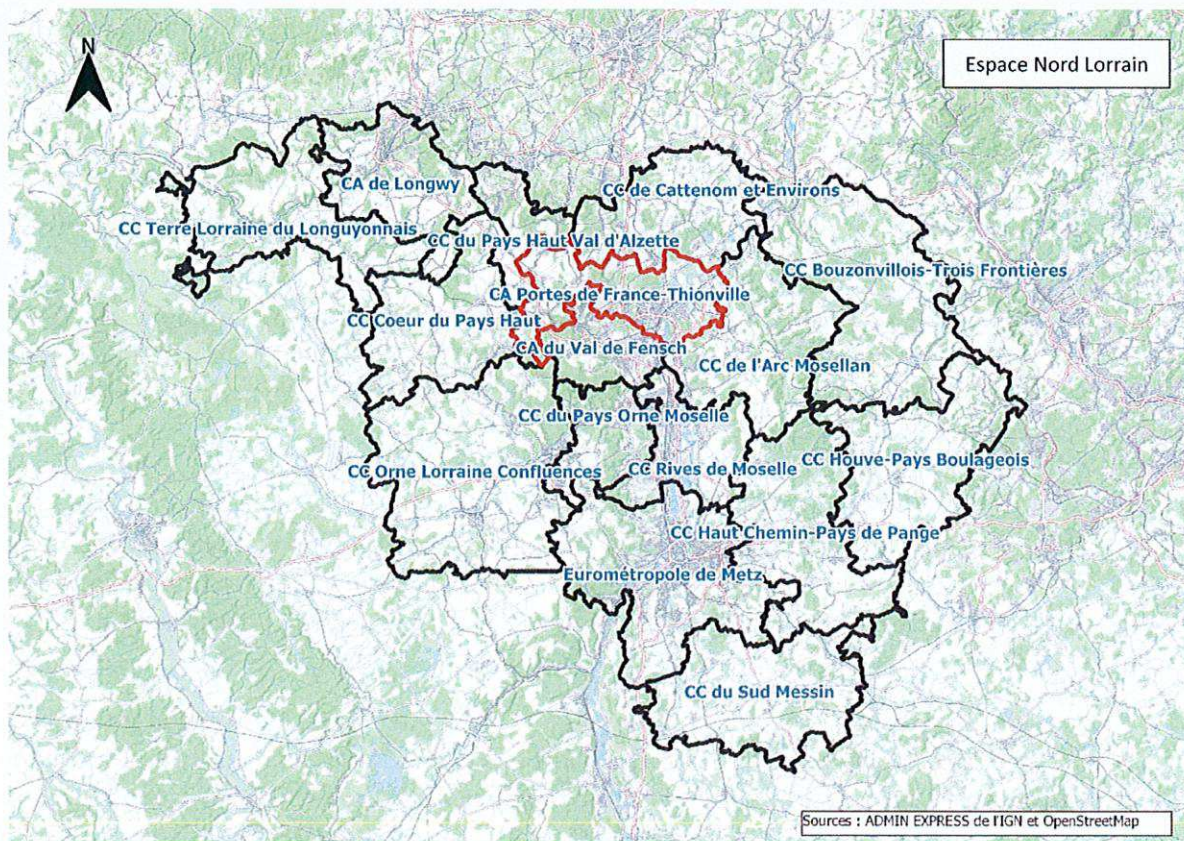 N
Espace Nord Lorrain
CA de Longwy
CC de Cattenom et Environs
CC Terre Lorraine du Longuyonnais
CC du Pays Haut Val d'Alzette
CC Bouzonvillois-Trois Frontières
CA Portes de France-Thionville
CC Coeur du Pays Haut
CA du Val de Fensch
CC de l'Arc Mosellan
CC du Pays Orne Moselle
CC Houve-Pays Boulageois
CC Orne Lorraine Confluences
CC Rives de Moselle
CC Haut Chemin-Pays de Pange
Eurométropole de Metz
CC du Sud Messin
Sources : ADMIN EXPRESS de l'IGN et OpenStreetMap